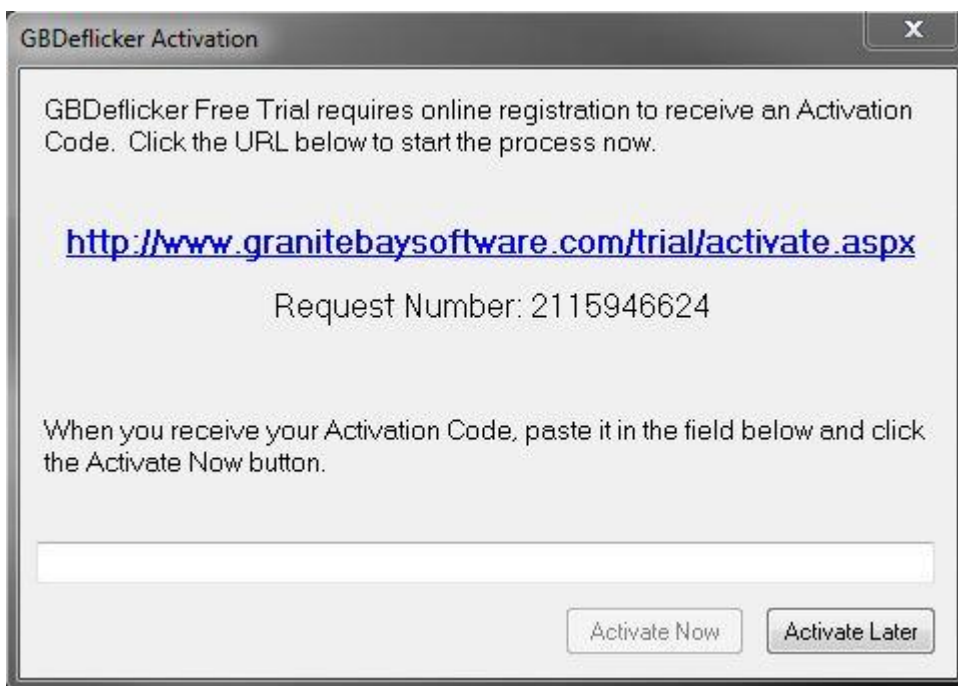 GBDeflicker Activation
X
GBDeflicker Free Trial requires online registration to receive an Activation
Code. Click the URL below to start the process now.
http://www.granitebaysoftware.com/trial/activate.aspx
Request Number: 2115946624
When you receive your Activation Code, paste it in the field below and click
the Activate Now button.
Activate Now
Activate Later